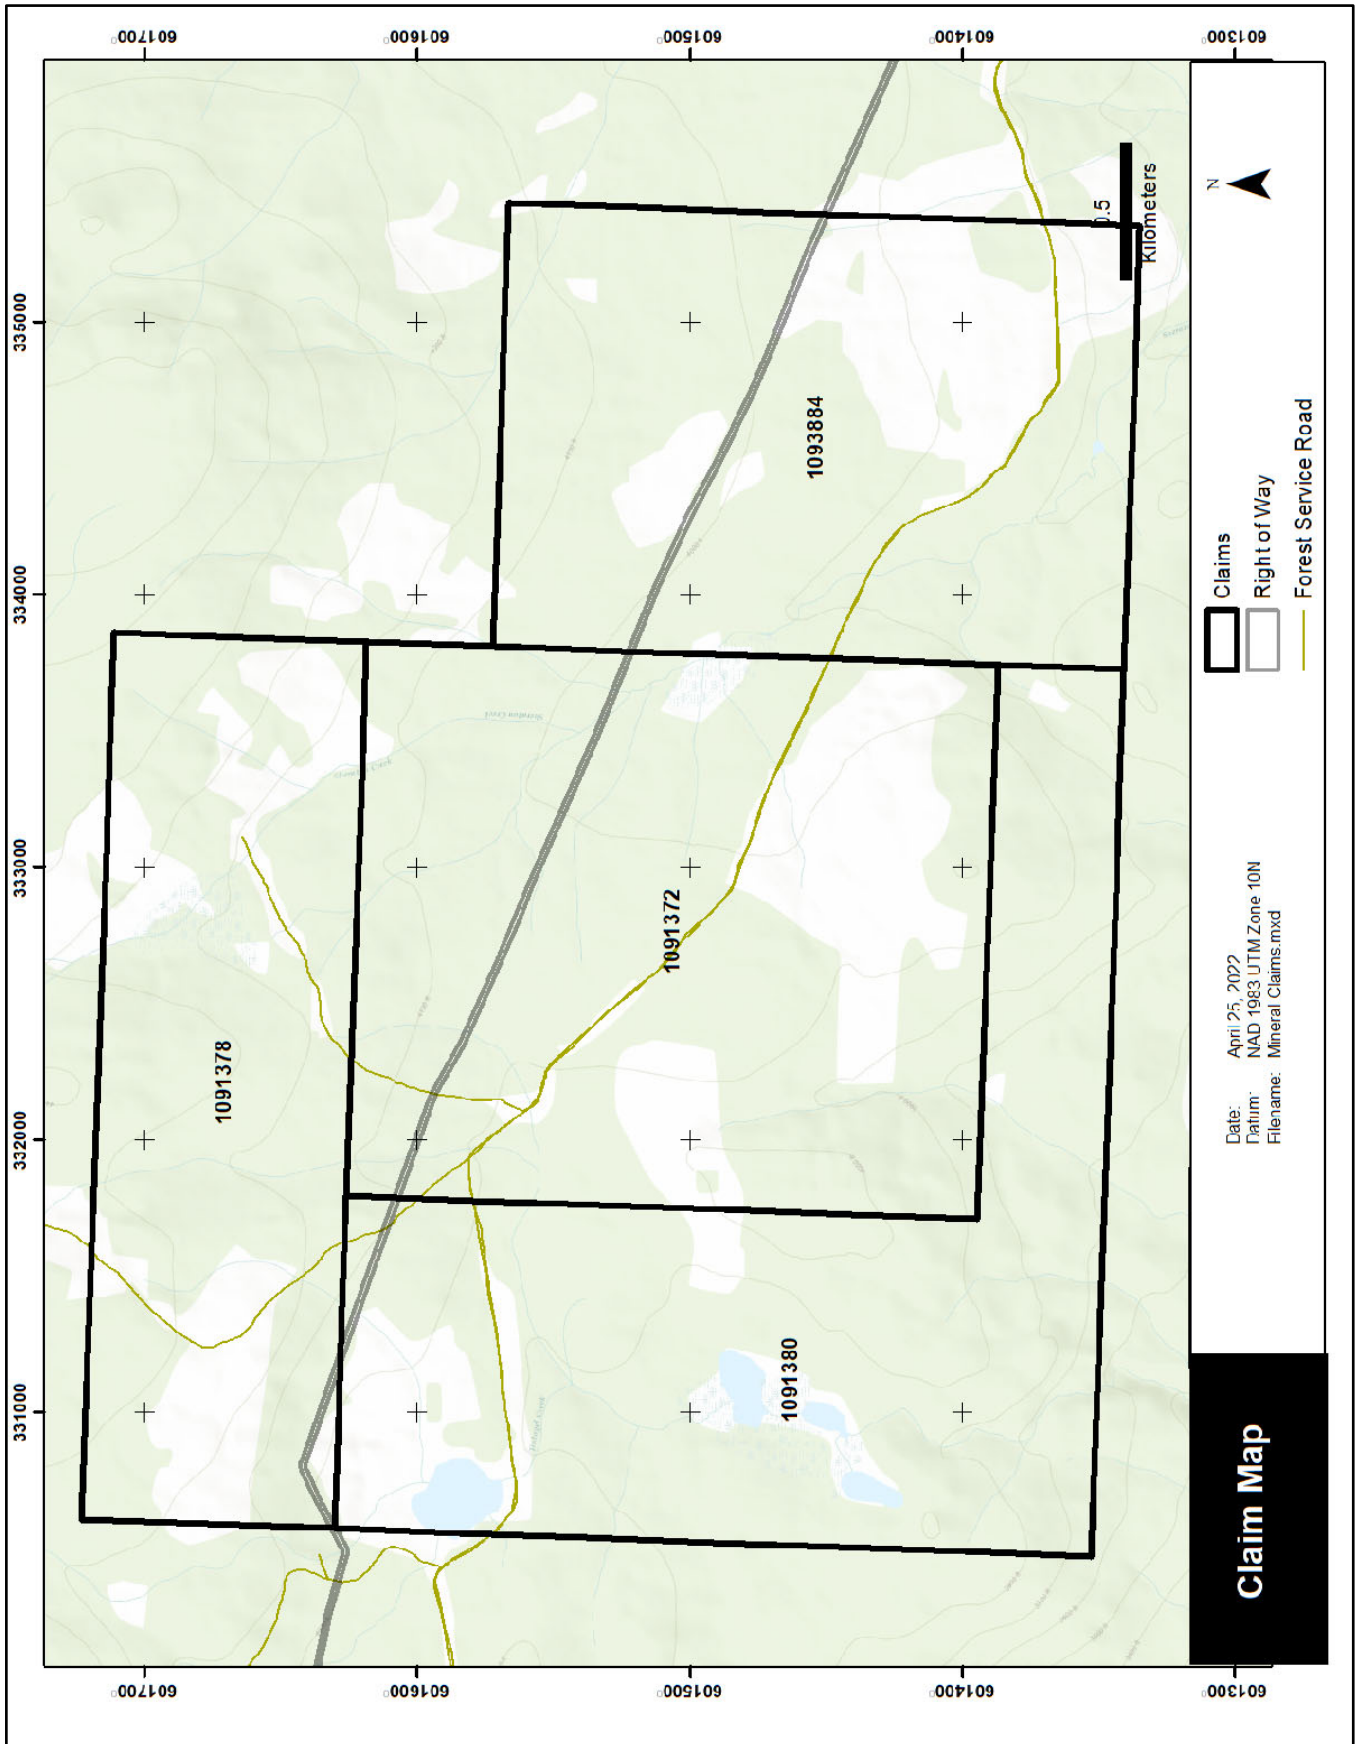 6017000
6016000
6015000
6014000
6013000
331000
332000
333000
334000
335000
1091378
1091372
1091380
1093884
Sheraton Creek
Claim Map
Date: April 25, 2022
Datum: NAD 1983 UTM Zone 10N
Filename: Mineral Claims.mxd
Claims
Right of Way
Forest Service Road
N
0.5
Kilometers
6017000
6016000
6015000
6014000
6013000